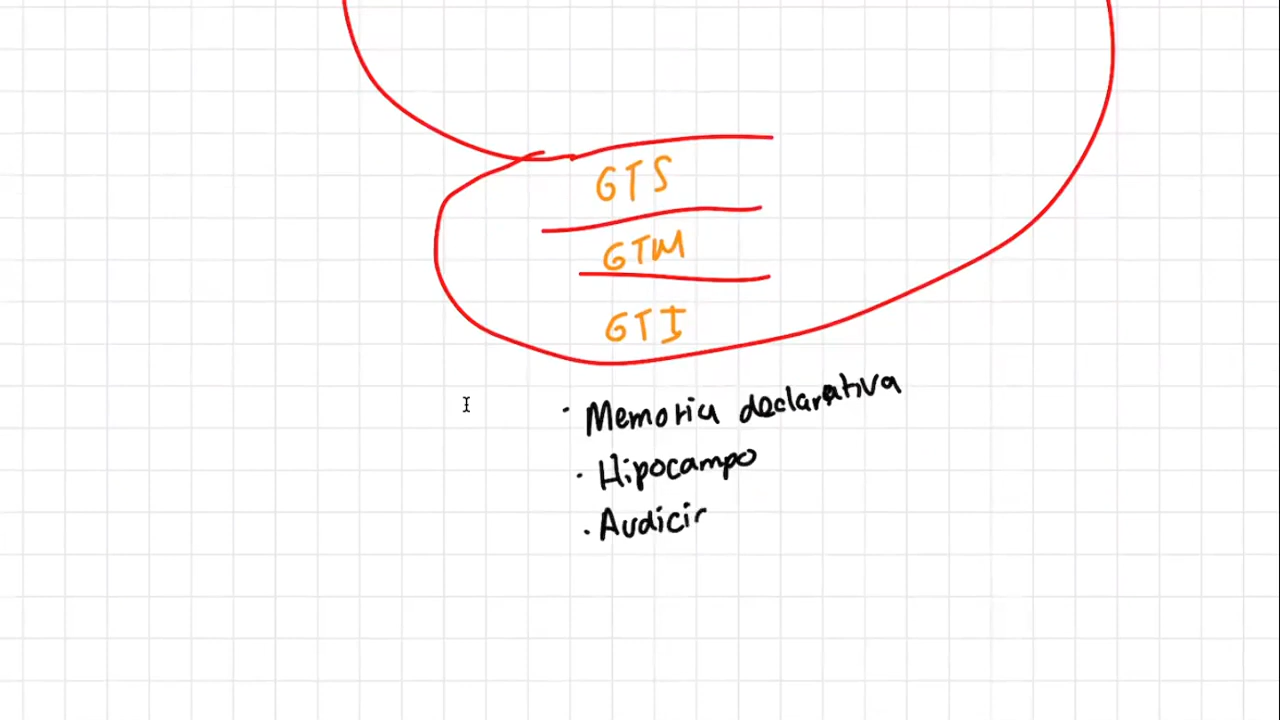 GTS
GTM
GTI
· Memoria declarativa
· Hipocampo
· Audicir